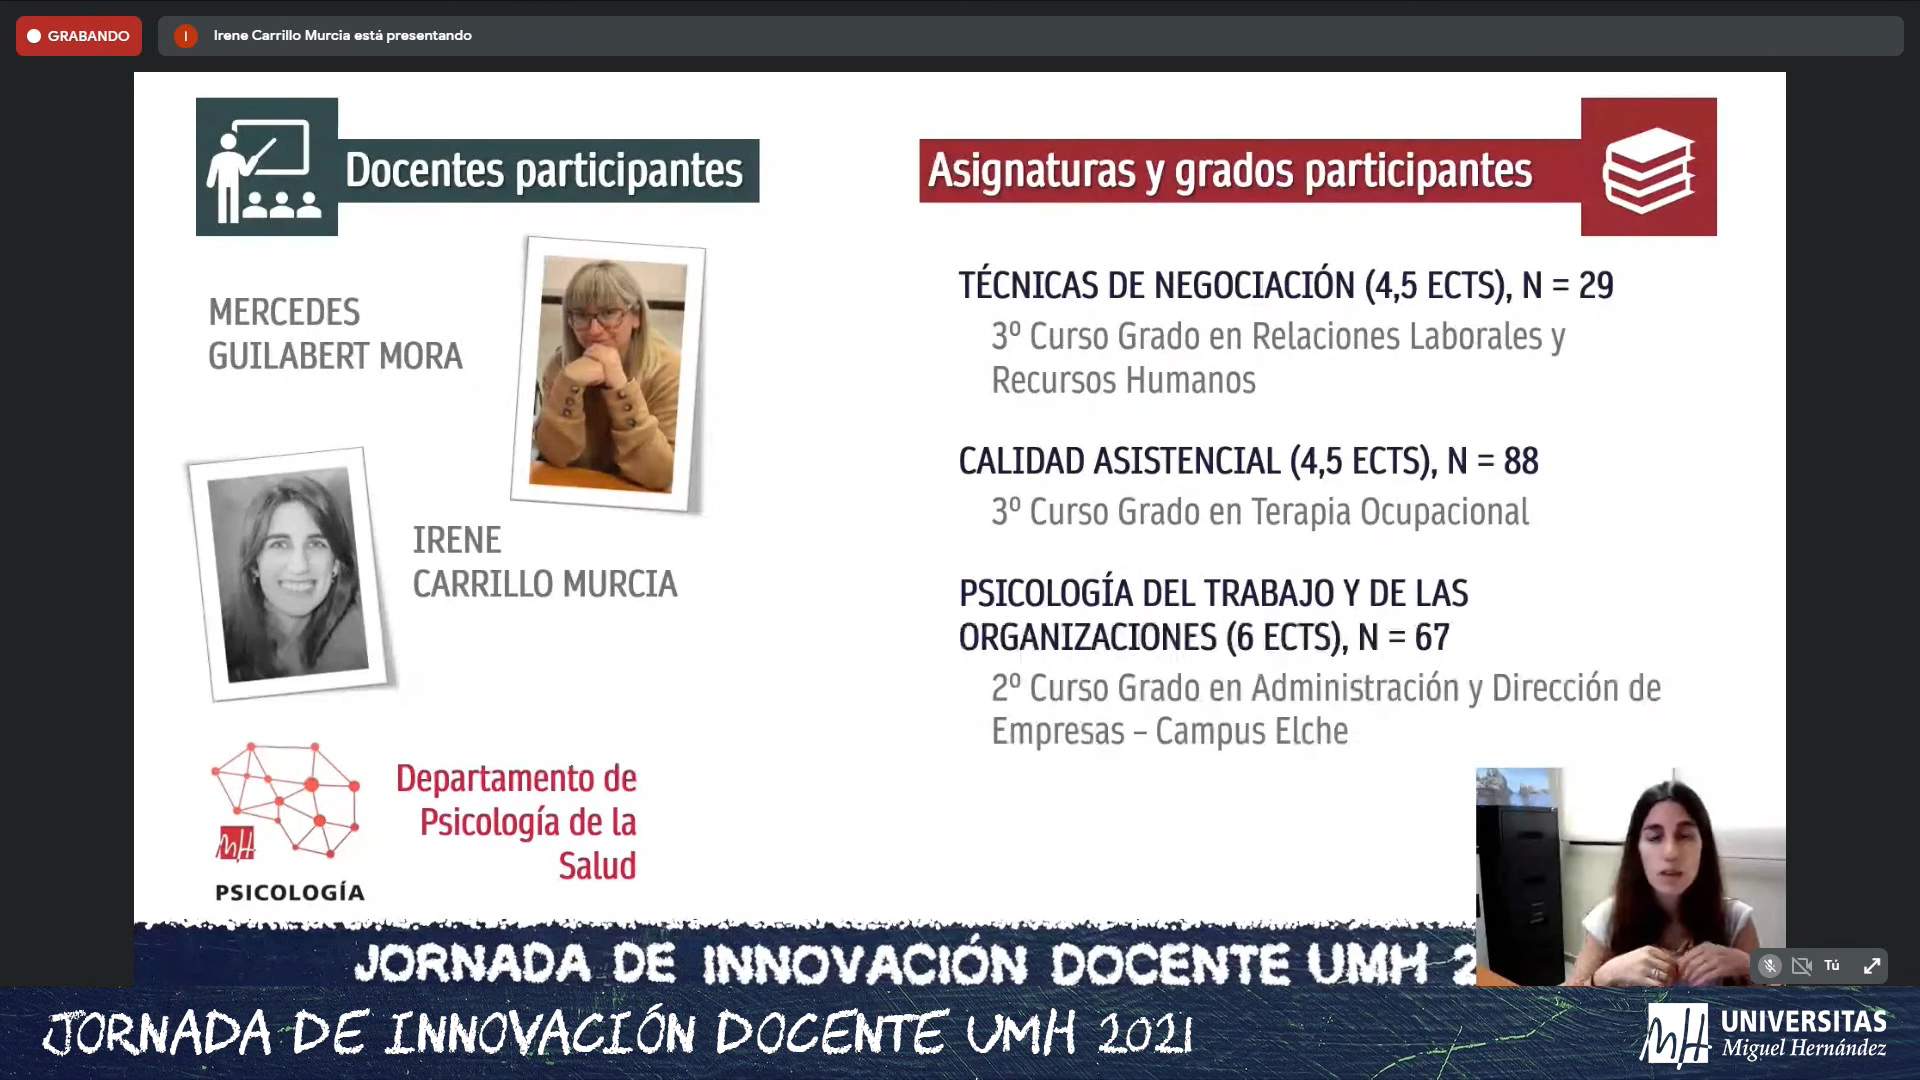 GRABANDO
I
Irene Carrillo Murcia está presentando
Docentes participantes
MERCEDES
GUILABERT MORA
IRENE
CARRILLO MURCIA
mH
PSICOLOGÍA
Departamento de
Psicología de la
Salud
Asignaturas y grados participantes
TÉCNICAS DE NEGOCIACIÓN (4,5 ECTS), N = 29
3º Curso Grado en Relaciones Laborales y
Recursos Humanos
CALIDAD ASISTENCIAL (4,5 ECTS), N = 88
3º Curso Grado en Terapia Ocupacional
PSICOLOGÍA DEL TRABAJO Y DE LAS
ORGANIZACIONES (6 ECTS), N = 67
2º Curso Grado en Administración y Dirección de
Empresas – Campus Elche
Tú
JORNADA DE INNOVACIÓN DOCENTE UMH 2
JORNADA DE INNOVACIÓN DOCENTE UMH 2021
mH
UNIVERSITAS
Miguel Hernández